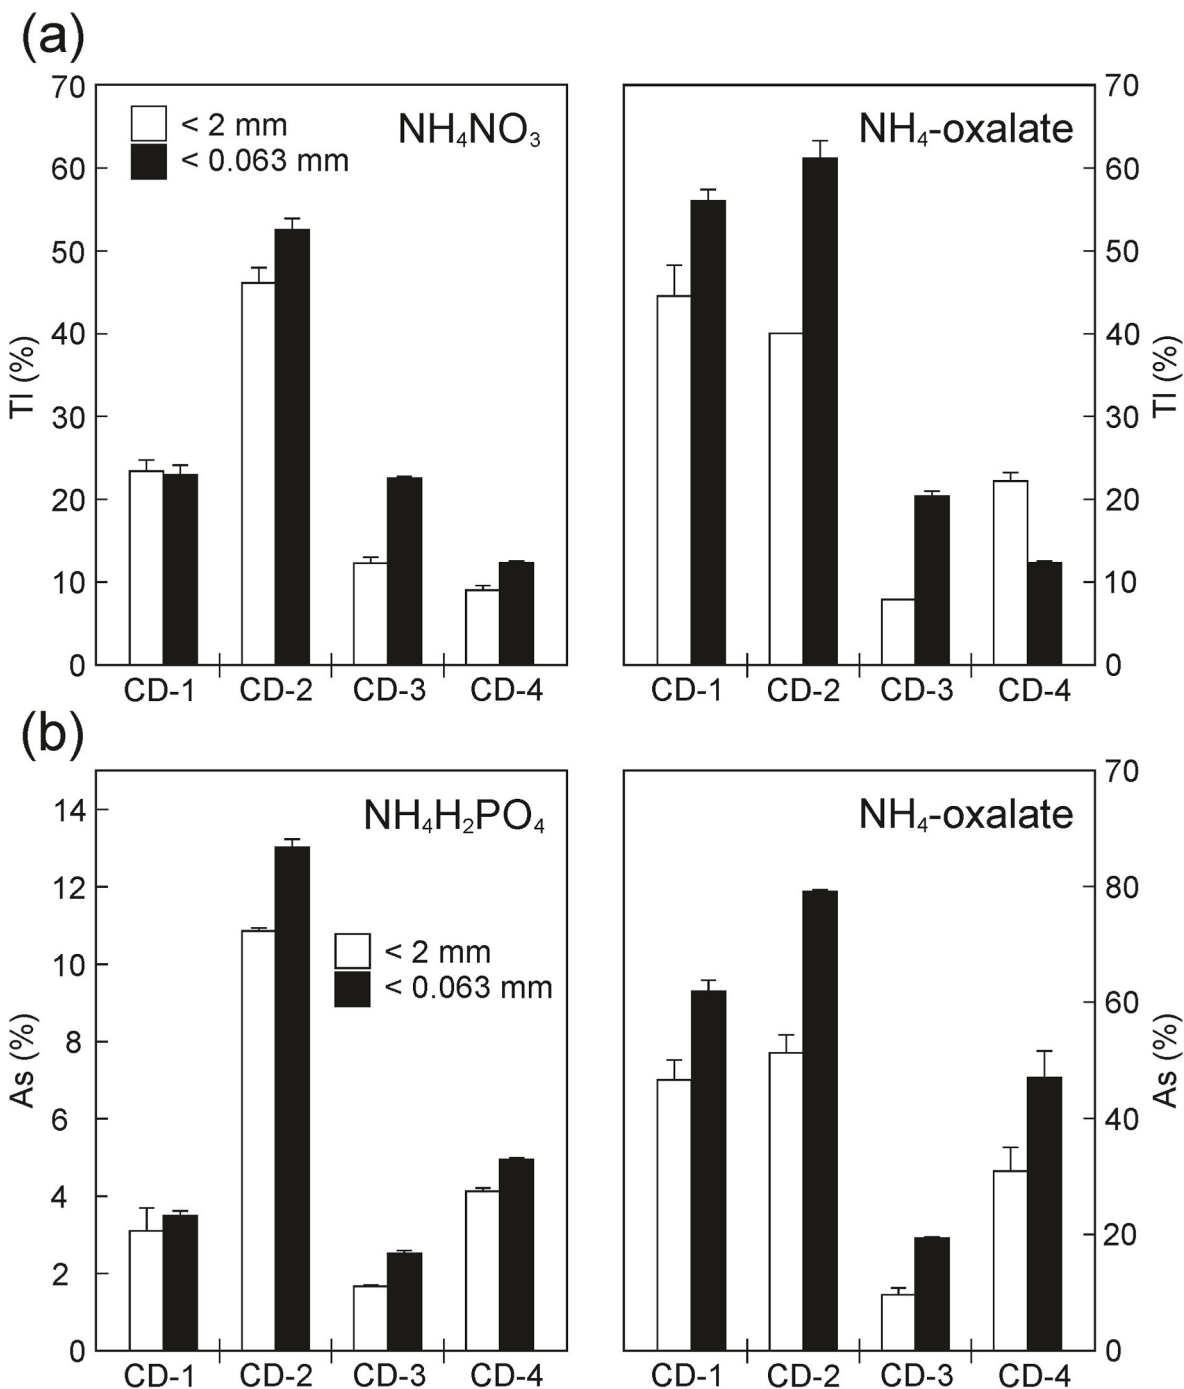 (a)
70
60
50
40
30
20
10
0
Tl (%)
< 2 mm
< 0.063 mm
NH₄NO₃
CD-1 CD-2 CD-3 CD-4
NH₄-oxalate
70
60
50
40
30
20
10
0
Tl (%)
CD-1 CD-2 CD-3 CD-4
(b)
14
12
10
8
6
4
2
0
As (%)
NH₄H₂PO₄
< 2 mm
< 0.063 mm
CD-1 CD-2 CD-3 CD-4
NH₄-oxalate
70
80
60
40
20
0
As (%)
CD-1 CD-2 CD-3 CD-4